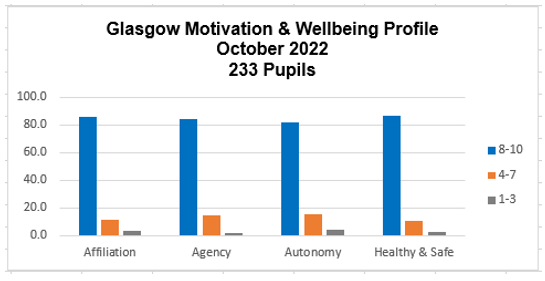 Glasgow Motivation & Wellbeing Profile
October 2022
233 Pupils
100.0
80.0
60.0
40.0
20.0
0.0
Affiliation Agency Autonomy Healthy & Safe
8-10
4-7
1-3